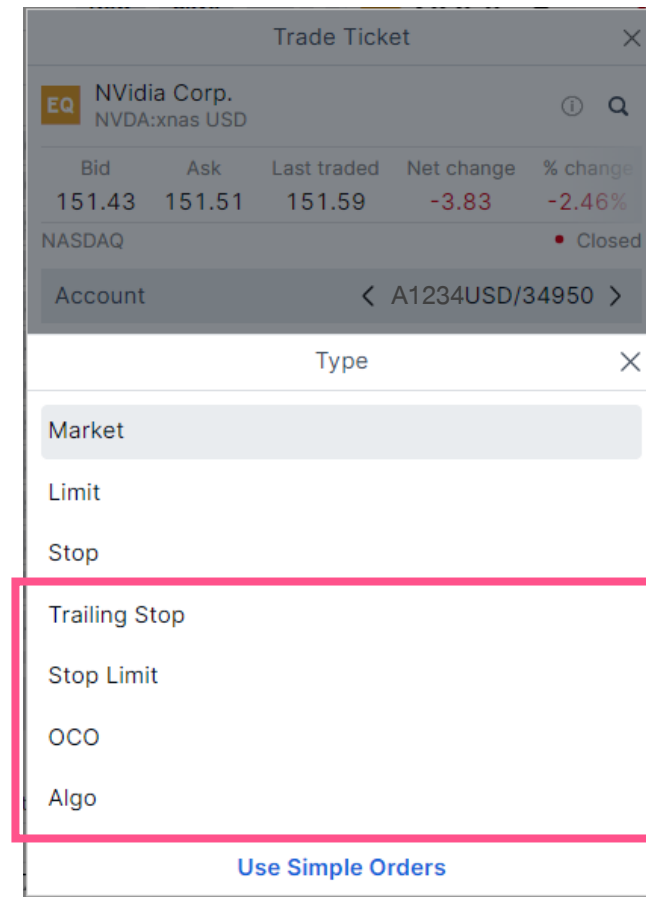 Trade Ticket
EQ
NVidia Corp.
NVDA:xnas USD
Bid Ask Last traded Net change % change
151.43 151.51 151.59 -3.83 -2.46%
NASDAQ Closed
Account A1234USD/34950
Type
Market
Limit
Stop
Trailing Stop
Stop Limit
OCO
Algo
Use Simple Orders